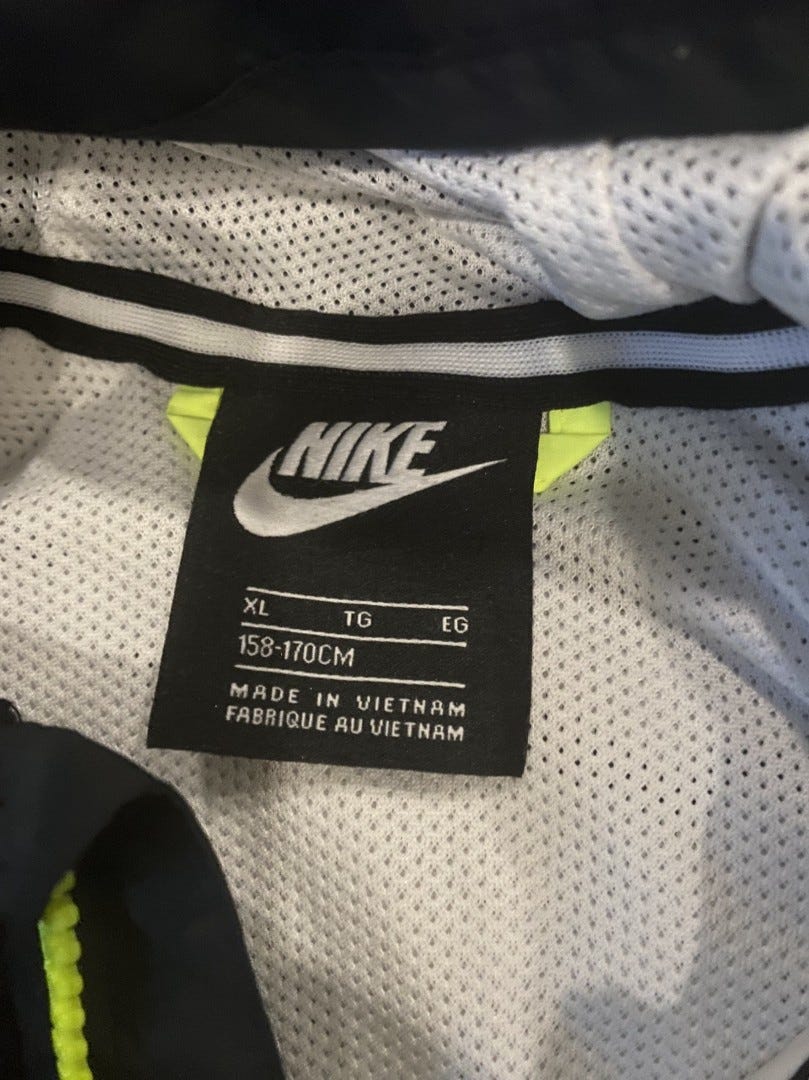 NIKE
XL TG EG
158-170CM
MADE IN VIETNAM
FABRIQUE AU VIETNAM